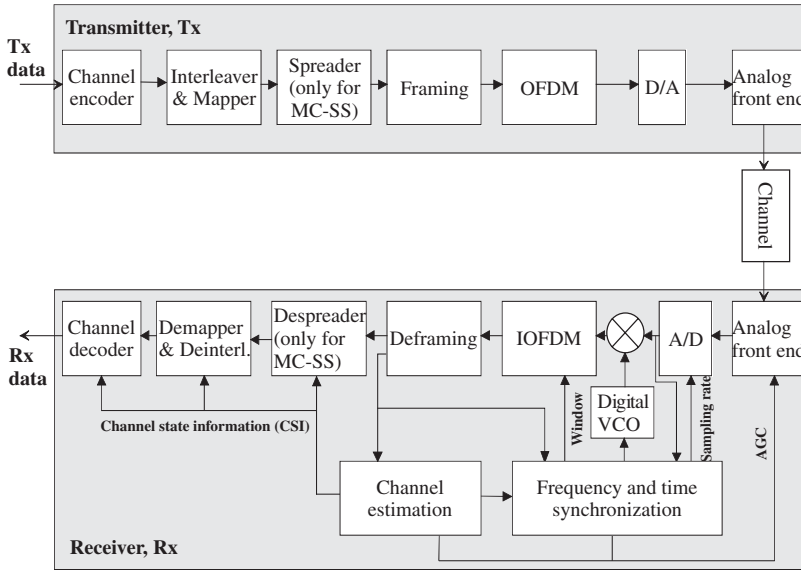 Transmitter, Tx
Tx
data
Channel
encoder
Interleaver
& Mapper
Spreader
(only for
MC-SS)
Framing
OFDM
D/A
Analog
front end
Channel
Rx
data
Channel
decoder
Demapper
& Deinterl.
Despreader
(only for
MC-SS)
Deframing
IOFDM
A/D
Analog
front end
Digital
VCO
Window
Sampling rate
AGC
Channel state information (CSI)
Channel
estimation
Frequency and time
synchronization
Receiver, Rx